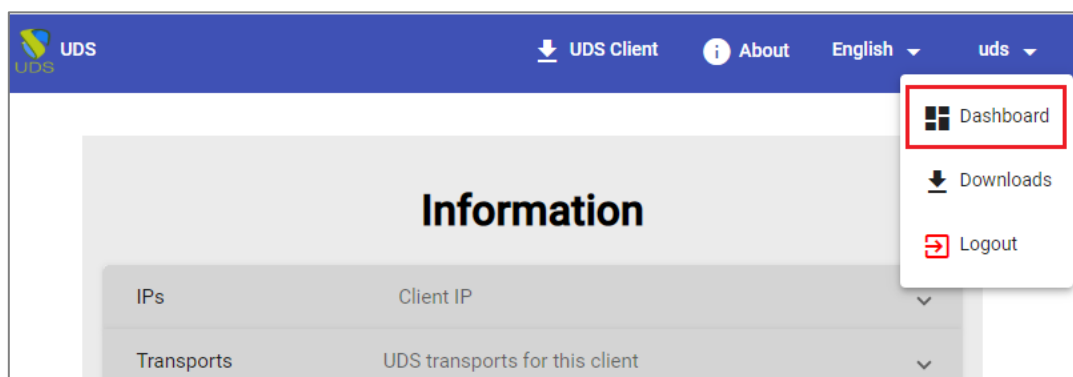 UDS
UDS
UDS Client
About
English
uds
Dashboard
Downloads
Logout
Information
IPs
Client IP
Transports
UDS transports for this client